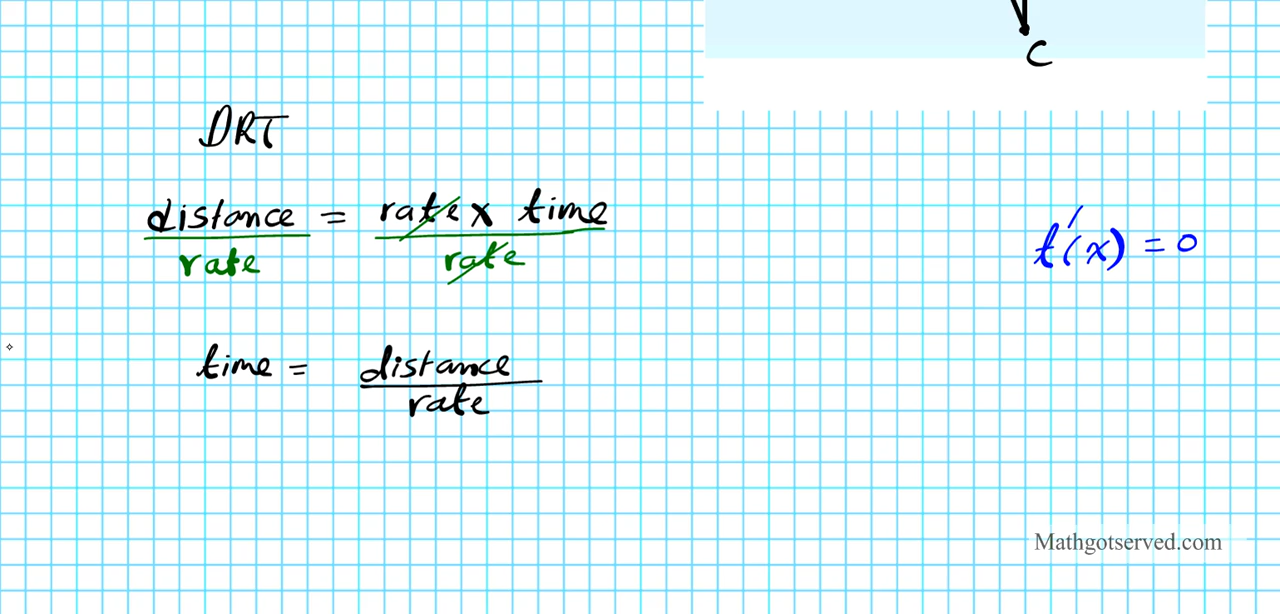 C
DRT
distance = rate x time
rate rate
t'(x) = 0
time = distance
rate
Mathgotserved.com